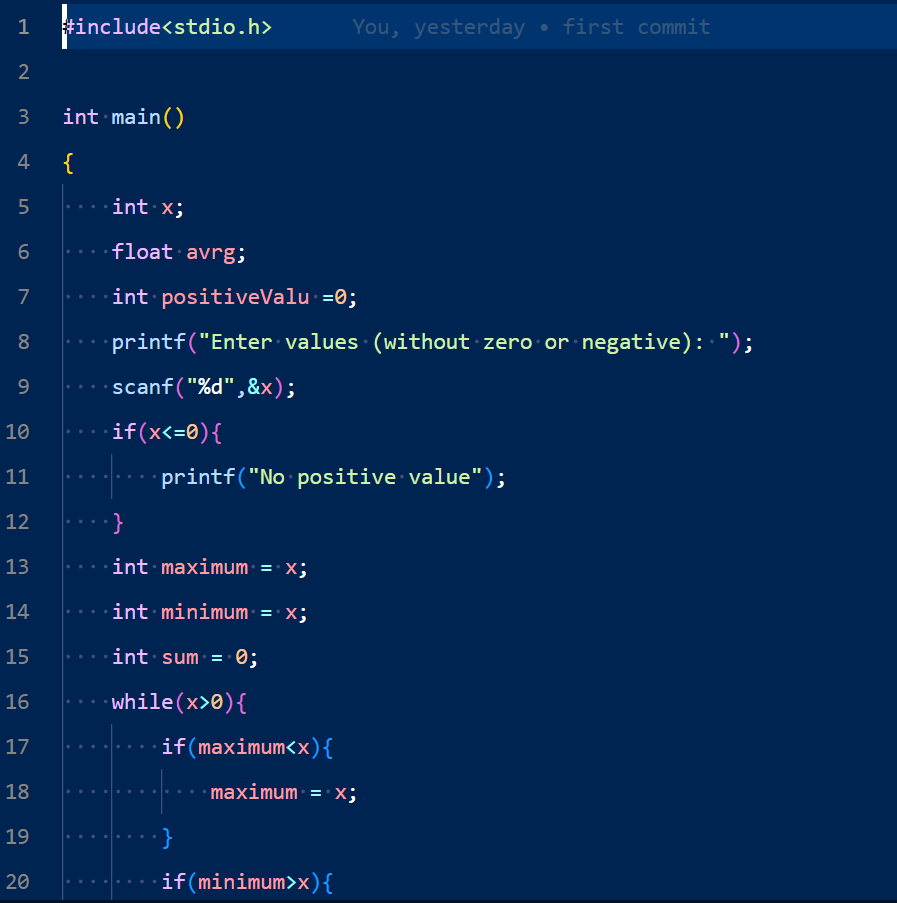 1 #include<stdio.h> You, yesterday • first commit
2
3 int main()
4 {
5     int x;
6     float avrg;
7     int positiveValu =0;
8     printf("Enter values (without zero or negative): ");
9     scanf("%d",&x);
10     if(x<=0){
11         printf("No positive value");
12     }
13     int maximum = x;
14     int minimum = x;
15     int sum = 0;
16     while(x>0){
17         if(maximum<x){
18             maximum = x;
19         }
20         if(minimum>x){